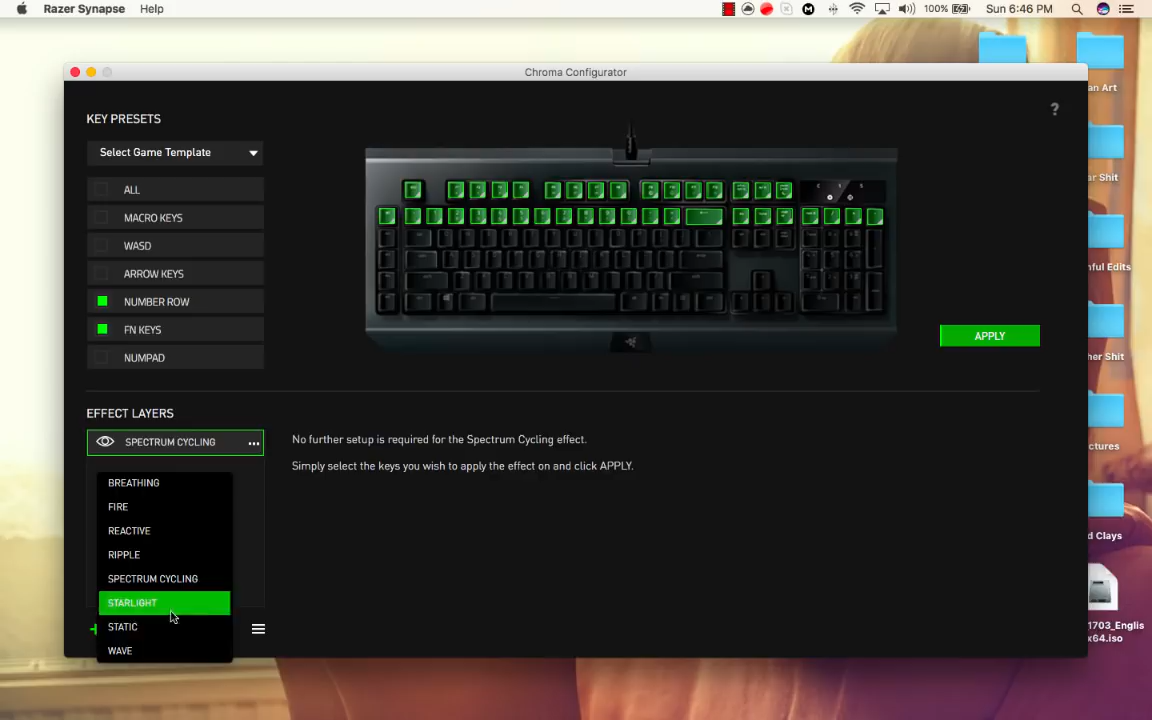 Razer Synapse Help
100% Sun 6:46 PM
Chroma Configurator
an Art
KEY PRESETS
?
Select Game Template
ALL
ar Shit
MACRO KEYS
WASD
ARROW KEYS
nful Edits
NUMBER ROW
FN KEYS
APPLY
NUMPAD
her Shit
EFFECT LAYERS
SPECTRUM CYCLING ...
No further setup is required for the Spectrum Cycling effect.
ctures
Simply select the keys you wish to apply the effect on and click APPLY.
BREATHING
FIRE
REACTIVE
d Clays
RIPPLE
SPECTRUM CYCLING
STARLIGHT
STATIC
1703_Englis
x64.iso
WAVE